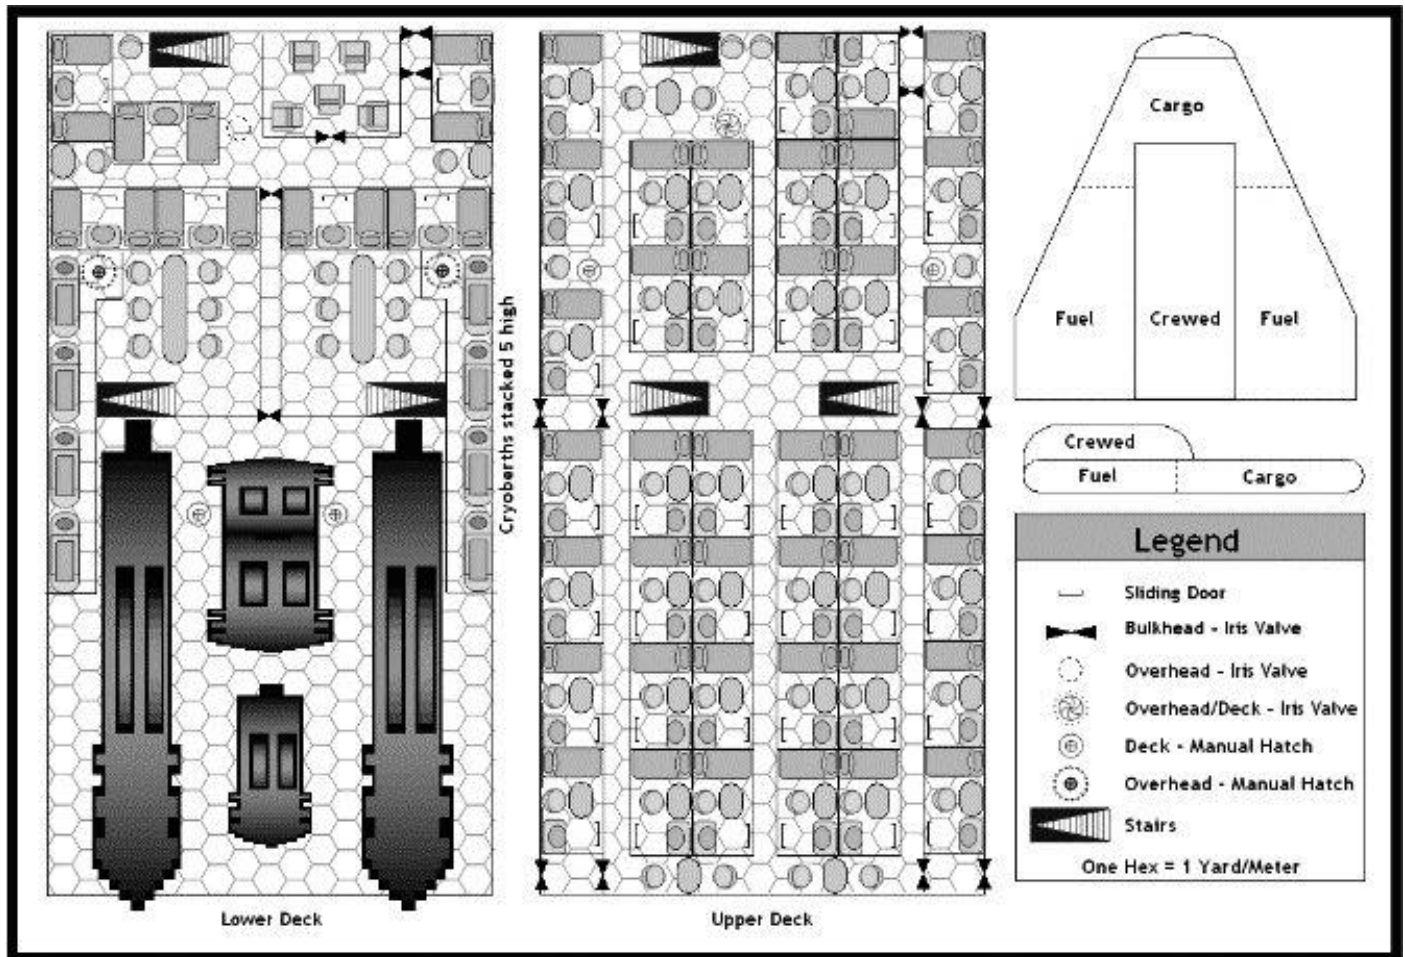 Cryoberths stacked 5 high
Lower Deck
Upper Deck
Cargo
Fuel
Crewed
Fuel
Crewed
Fuel
Cargo
Legend
Sliding Door
Bulkhead - Iris Valve
Overhead - Iris Valve
Overhead/Deck - Iris Valve
Deck - Manual Hatch
Overhead - Manual Hatch
Stairs
One Hex = 1 Yard/Meter